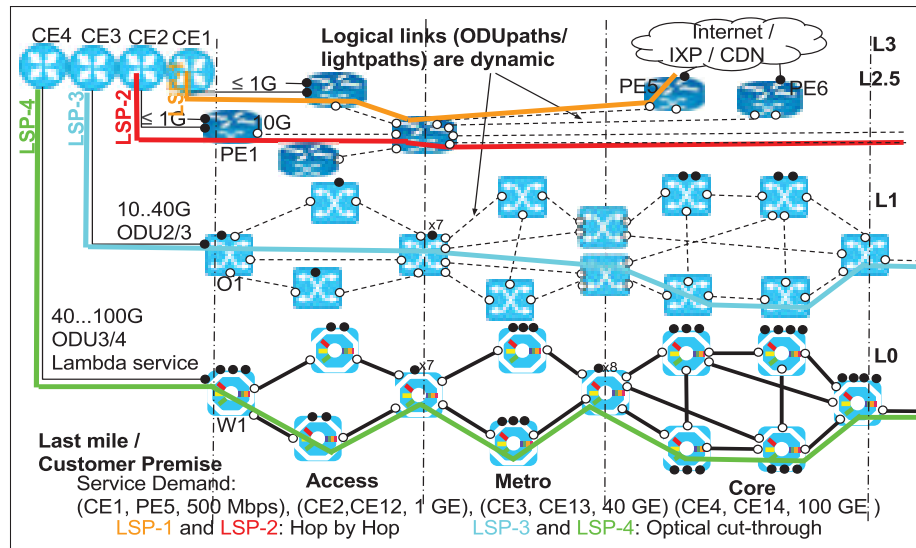 CE4 CE3 CE2 CE1
Logical links (ODUpaths/
lightpaths) are dynamic
Internet /
IXP / CDN
L3
L2.5
LSP-4
LSP-3
LSP-2
LSP-1
≤ 1G
≤ 1G
10G
PE1
PE5
PE6
10..40G
ODU2/3
O1
x7
L1
40...100G
ODU3/4
Lambda service
W1
x7
x8
L0
Last mile /
Customer Premise
Access
Metro
Core
Service Demand:
(CE1, PE5, 500 Mbps), (CE2,CE12, 1 GE), (CE3, CE13, 40 GE) (CE4, CE14, 100 GE )
LSP-1 and LSP-2: Hop by Hop LSP-3 and LSP-4: Optical cut-through